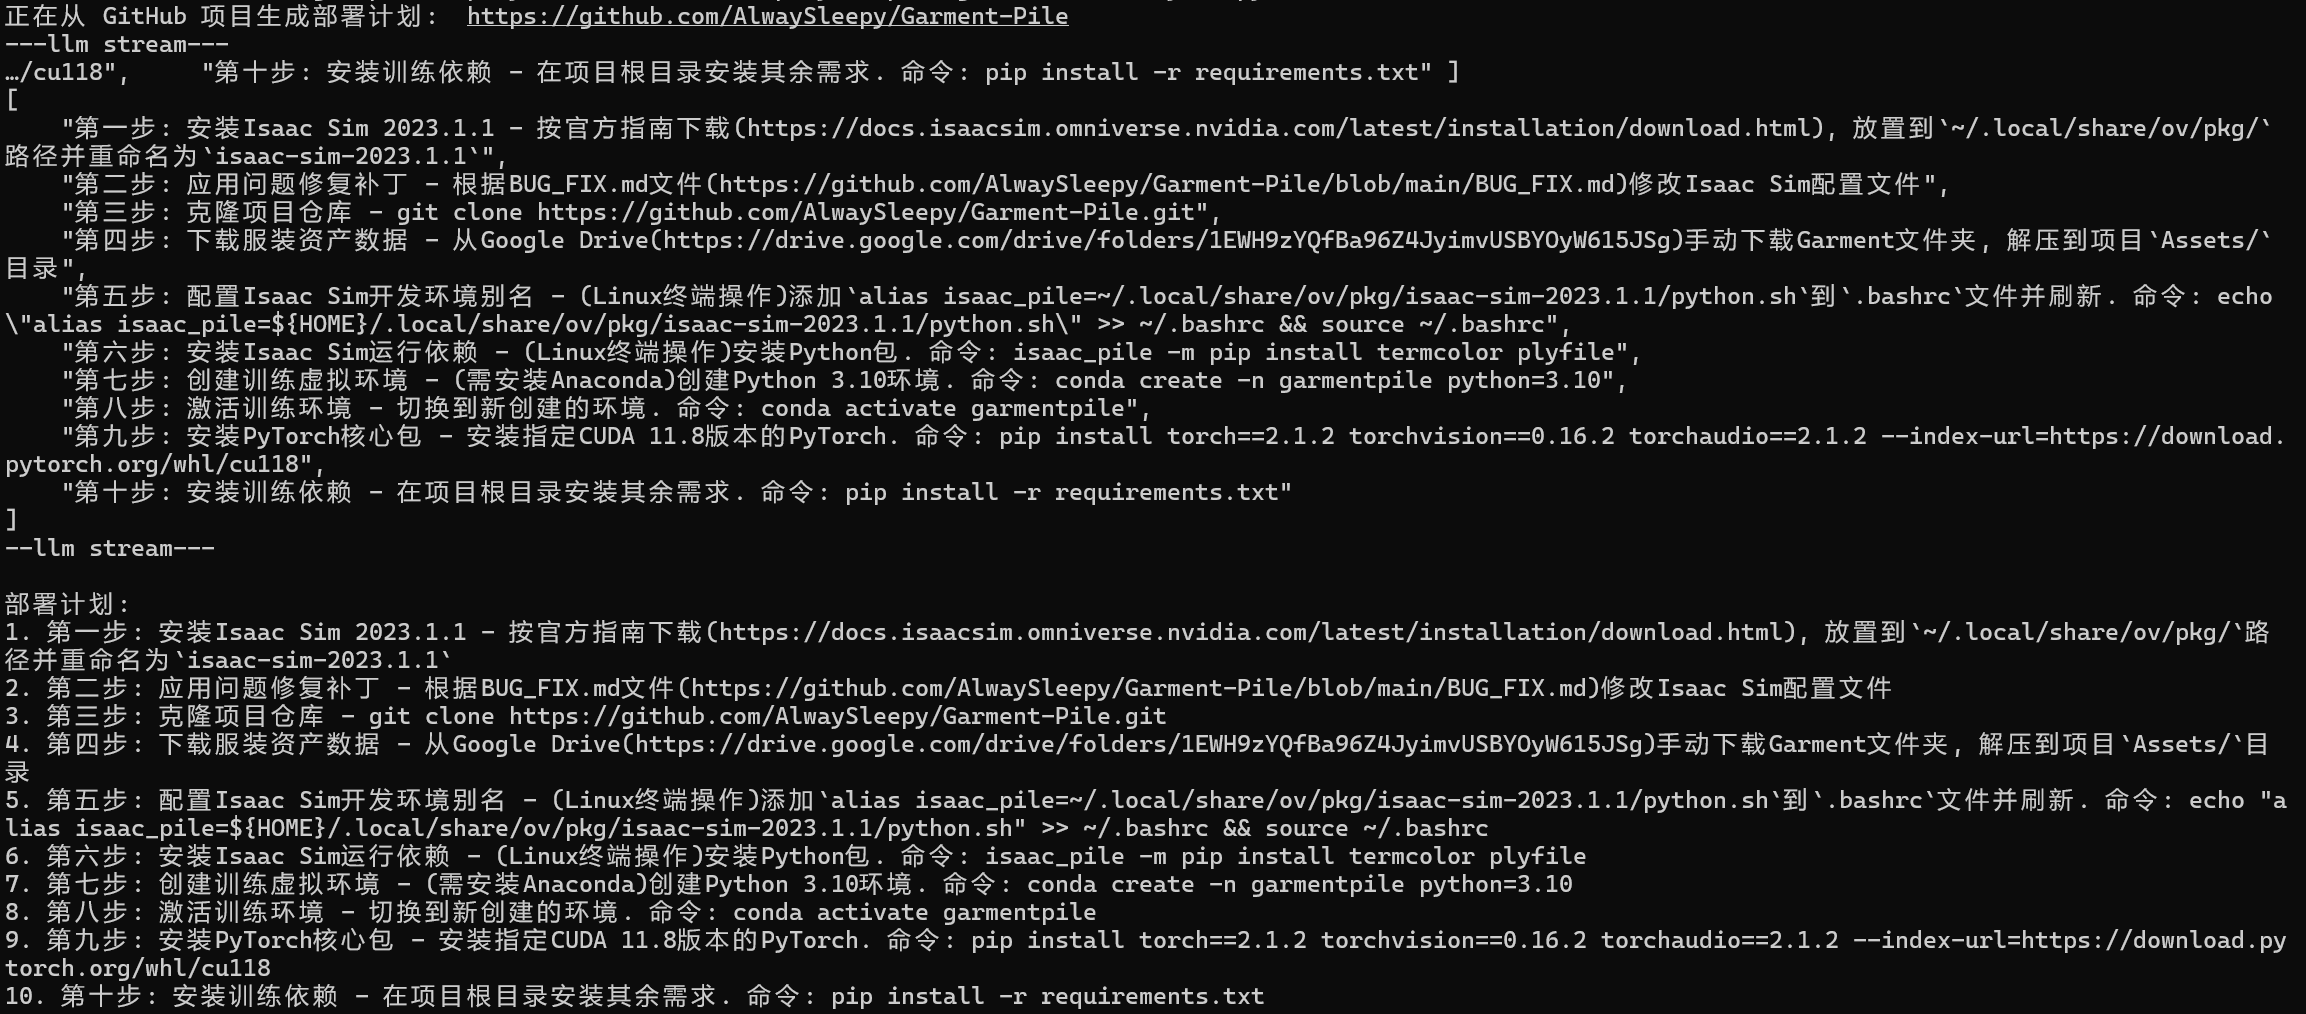 正在从 GitHub 项目生成部署计划: https://github.com/AlwaySleepy/Garment-Pile
---llm stream---
…/cu118",     "第十步: 安装训练依赖 - 在项目根目录安装其余需求. 命令: pip install -r requirements.txt" ]
[
    "第一步: 安装Isaac Sim 2023.1.1 - 按官方指南下载(https://docs.isaacsim.omniverse.nvidia.com/latest/installation/download.html), 放置到`~/.local/share/ov/pkg/`
路径并重命名为`isaac-sim-2023.1.1`",
    "第二步: 应用问题修复补丁 - 根据BUG_FIX.md文件(https://github.com/AlwaySleepy/Garment-Pile/blob/main/BUG_FIX.md)修改Isaac Sim配置文件",
    "第三步: 克隆项目仓库 - git clone https://github.com/AlwaySleepy/Garment-Pile.git",
    "第四步: 下载服装资产数据 - 从Google Drive(https://drive.google.com/drive/folders/1EWH9zYQfBa96Z4JyimvUSBYOyW615JSg)手动下载Garment文件夹, 解压到项目`Assets/`
目录",
    "第五步: 配置Isaac Sim开发环境别名 - (Linux终端操作)添加`alias isaac_pile=~/.local/share/ov/pkg/isaac-sim-2023.1.1/python.sh`到`.bashrc`文件并刷新. 命令: echo
\"alias isaac_pile=${HOME}/.local/share/ov/pkg/isaac-sim-2023.1.1/python.sh\" >> ~/.bashrc && source ~/.bashrc",
    "第六步: 安装Isaac Sim运行依赖 - (Linux终端操作)安装Python包. 命令: isaac_pile -m pip install termcolor plyfile",
    "第七步: 创建训练虚拟环境 - (需安装Anaconda)创建Python 3.10环境. 命令: conda create -n garmentpile python=3.10",
    "第八步: 激活训练环境 - 切换到新创建的环境. 命令: conda activate garmentpile",
    "第九步: 安装PyTorch核心包 - 安装指定CUDA 11.8版本的PyTorch. 命令: pip install torch==2.1.2 torchvision==0.16.2 torchaudio==2.1.2 --index-url=https://download.
pytorch.org/whl/cu118",
    "第十步: 安装训练依赖 - 在项目根目录安装其余需求. 命令: pip install -r requirements.txt"
]
--llm stream---

部署计划:
1. 第一步: 安装Isaac Sim 2023.1.1 - 按官方指南下载(https://docs.isaacsim.omniverse.nvidia.com/latest/installation/download.html), 放置到`~/.local/share/ov/pkg/`路
径并重命名为`isaac-sim-2023.1.1`
2. 第二步: 应用问题修复补丁 - 根据BUG_FIX.md文件(https://github.com/AlwaySleepy/Garment-Pile/blob/main/BUG_FIX.md)修改Isaac Sim配置文件
3. 第三步: 克隆项目仓库 - git clone https://github.com/AlwaySleepy/Garment-Pile.git
4. 第四步: 下载服装资产数据 - 从Google Drive(https://drive.google.com/drive/folders/1EWH9zYQfBa96Z4JyimvUSBYOyW615JSg)手动下载Garment文件夹, 解压到项目`Assets/`目
录
5. 第五步: 配置Isaac Sim开发环境别名 - (Linux终端操作)添加`alias isaac_pile=~/.local/share/ov/pkg/isaac-sim-2023.1.1/python.sh`到`.bashrc`文件并刷新. 命令: echo "a
lias isaac_pile=${HOME}/.local/share/ov/pkg/isaac-sim-2023.1.1/python.sh" >> ~/.bashrc && source ~/.bashrc
6. 第六步: 安装Isaac Sim运行依赖 - (Linux终端操作)安装Python包. 命令: isaac_pile -m pip install termcolor plyfile
7. 第七步: 创建训练虚拟环境 - (需安装Anaconda)创建Python 3.10环境. 命令: conda create -n garmentpile python=3.10
8. 第八步: 激活训练环境 - 切换到新创建的环境. 命令: conda activate garmentpile
9. 第九步: 安装PyTorch核心包 - 安装指定CUDA 11.8版本的PyTorch. 命令: pip install torch==2.1.2 torchvision==0.16.2 torchaudio==2.1.2 --index-url=https://download.py
torch.org/whl/cu118
10. 第十步: 安装训练依赖 - 在项目根目录安装其余需求. 命令: pip install -r requirements.txt